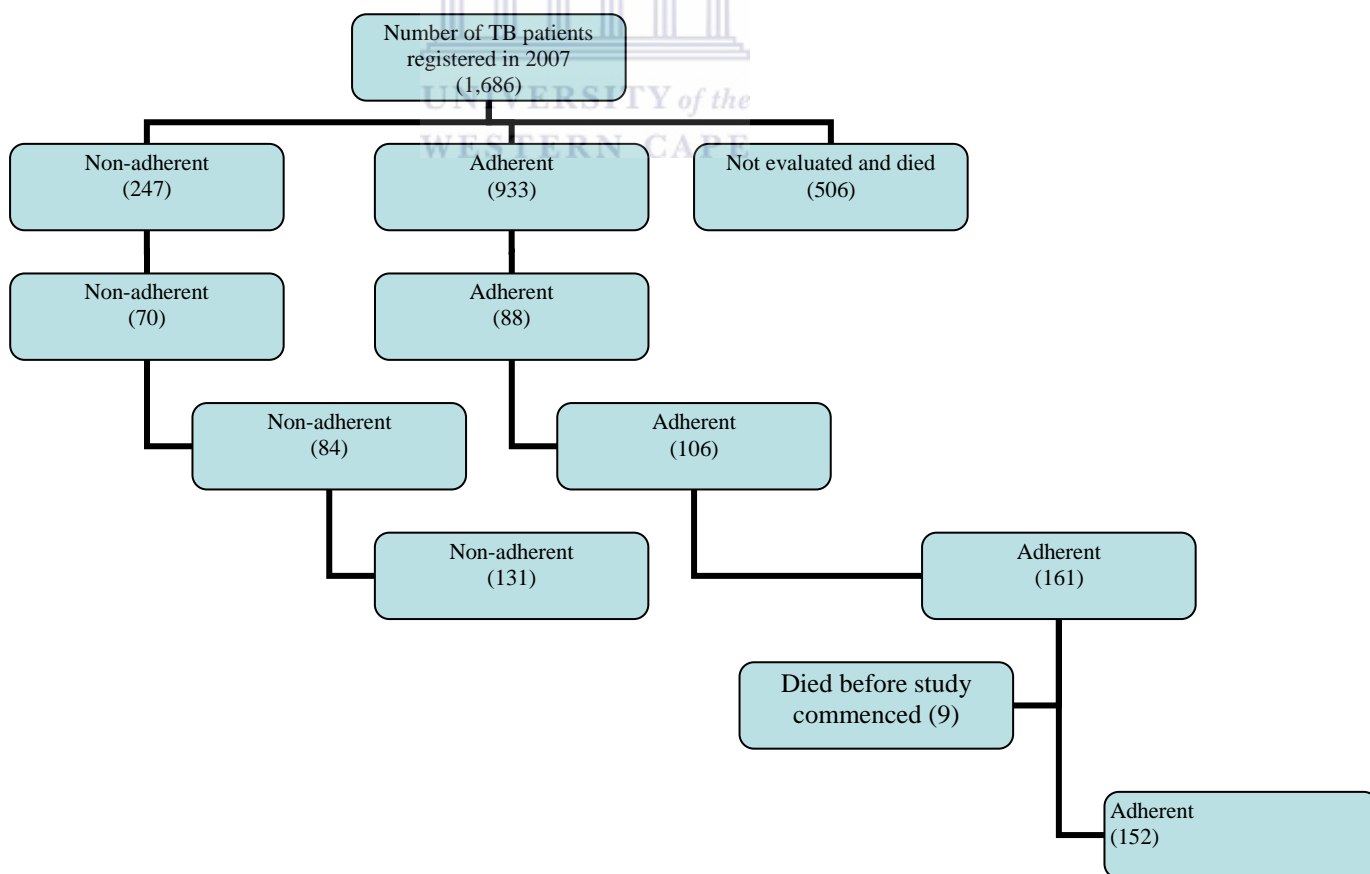 Number of TB patients
registered in 2007
(1,686)
UNIVERSITY of the
WESTERN CAPE
Non-adherent
(247)
Adherent
(933)
Not evaluated and died
(506)
Non-adherent
(70)
Adherent
(88)
Non-adherent
(84)
Adherent
(106)
Non-adherent
(131)
Adherent
(161)
Died before study
commenced (9)
Adherent
(152)